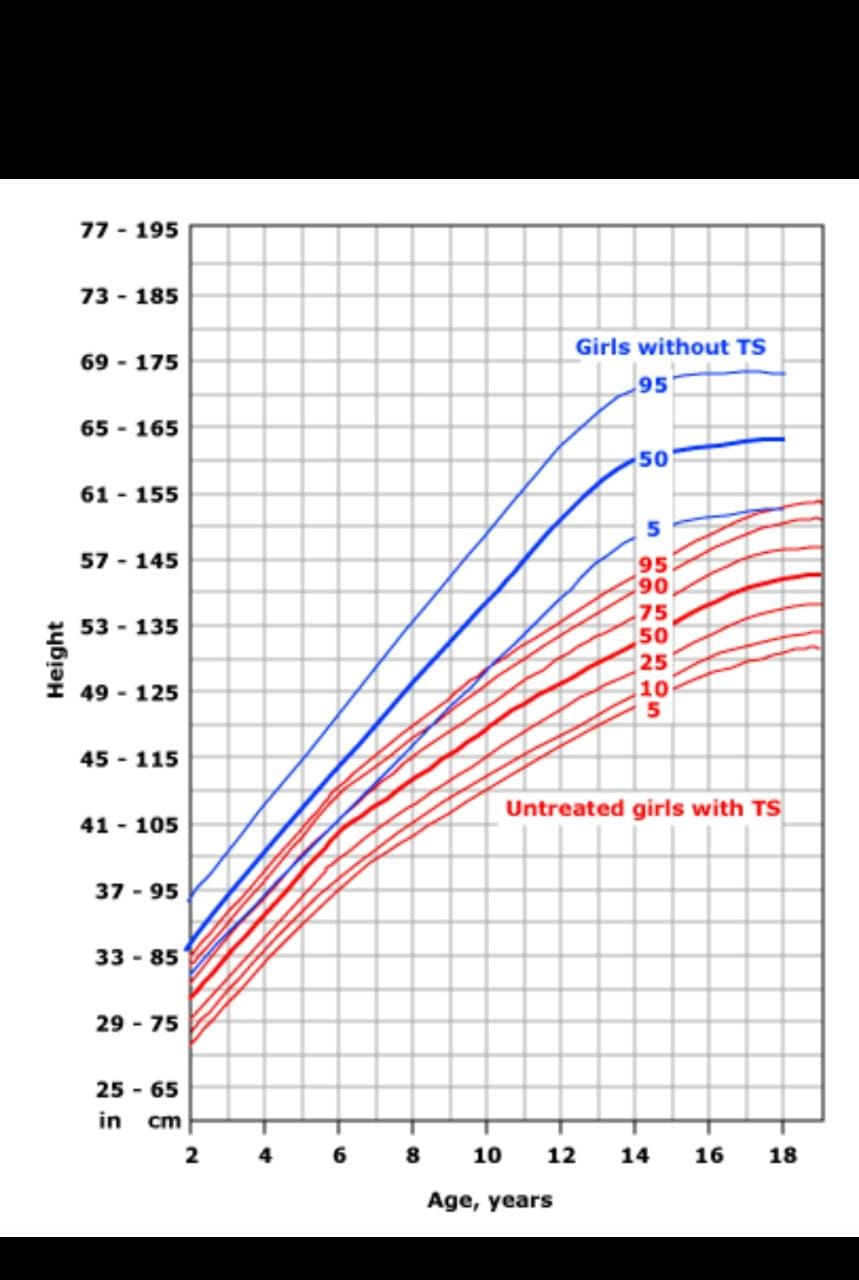 77 - 195
73 - 185
Girls without TS
69 - 175
95
65 - 165
50
61 - 155
5
57 - 145
95
90
75
53 - 135
50
25
Height
49 - 125
10
5
45 - 115
Untreated girls with TS
41 - 105
37 - 95
33 - 85
29 - 75
25 - 65
in cm
2 4 6 8 10 12 14 16 18
Age, years